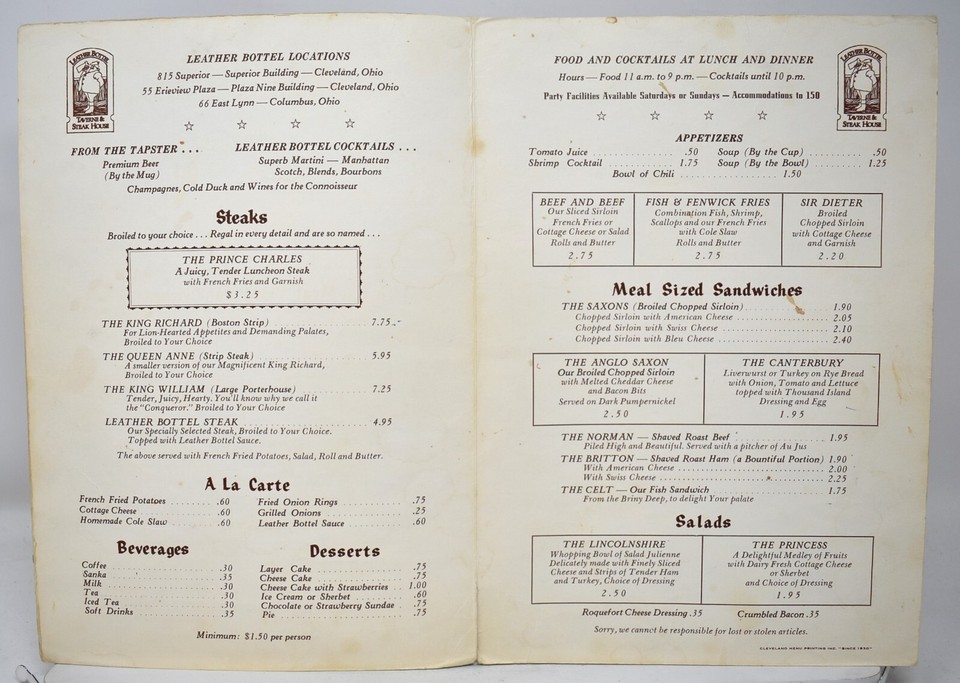 LEATHER BOTTEL
TAVERNE &
STEAK HOUSE
LEATHER BOTTEL LOCATIONS
815 Superior — Superior Building — Cleveland, Ohio
55 Erieview Plaza — Plaza Nine Building — Cleveland, Ohio
66 East Lynn — Columbus, Ohio
FROM THE TAPSTER . . .
Premium Beer
(By the Mug)
LEATHER BOTTEL COCKTAILS . . .
Superb Martini — Manhattan
Scotch, Blends, Bourbons
Champagnes, Cold Duck and Wines for the Connoisseur
Steaks
Broiled to your choice . . . Regal in every detail and are so named . . .
THE PRINCE CHARLES
A Juicy, Tender Luncheon Steak
with French Fries and Garnish
$3.25
THE KING RICHARD (Boston Strip) 7.75
For Lion-Hearted Appetites and Demanding Palates,
Broiled to Your Choice
THE QUEEN ANNE (Strip Steak) 5.95
A smaller version of our Magnificent King Richard,
Broiled to Your Choice
THE KING WILLIAM (Large Porterhouse) 7.25
Tender, Juicy, Hearty. You'll know why we call it
the "Conqueror." Broiled to Your Choice
LEATHER BOTTEL STEAK 4.95
Our Specially Selected Steak, Broiled to Your Choice.
Topped with Leather Bottel Sauce.
The above served with French Fried Potatoes, Salad, Roll and Butter.
A La Carte
French Fried Potatoes .60
Cottage Cheese .60
Homemade Cole Slaw .60
Fried Onion Rings .75
Grilled Onions .25
Leather Bottel Sauce .60
Beverages
Coffee .30
Sanka .35
Milk .30
Tea .30
Iced Tea .30
Soft Drinks .35
Desserts
Layer Cake .75
Cheese Cake .75
Cheese Cake with Strawberries 1.00
Ice Cream or Sherbet .60
Chocolate or Strawberry Sundae .75
Pie .75
Minimum: $1.50 per person
FOOD AND COCKTAILS AT LUNCH AND DINNER
Hours — Food 11 a.m. to 9 p.m. — Cocktails until 10 p.m.
Party Facilities Available Saturdays or Sundays — Accommodations to 150
LEATHER BOTTEL
TAVERNE &
STEAK HOUSE
APPETIZERS
Tomato Juice .50
Shrimp Cocktail 1.75
Soup (By the Cup) .50
Soup (By the Bowl) 1.25
Bowl of Chili 1.50
BEEF AND BEEF
Our Sliced Sirloin
French Fries or
Cottage Cheese or Salad
Rolls and Butter
2.75
FISH & FENWICK FRIES
Combination Fish, Shrimp,
Scallops and our French Fries
with Cole Slaw
Rolls and Butter
2.75
SIR DIETER
Broiled
Chopped Sirloin
with Cottage Cheese
and Garnish
2.20
Meal Sized Sandwiches
THE SAXONS (Broiled Chopped Sirloin) 1.90
Chopped Sirloin with American Cheese 2.05
Chopped Sirloin with Swiss Cheese 2.10
Chopped Sirloin with Bleu Cheese 2.40
THE ANGLO SAXON
Our Broiled Chopped Sirloin
with Melted Cheddar Cheese
and Bacon Bits
Served on Dark Pumpernickel
2.50
THE CANTERBURY
Liverwurst or Turkey on Rye Bread
with Onion, Tomato and Lettuce
topped with Thousand Island
Dressing and Egg
1.95
THE NORMAN — Shaved Roast Beef 1.95
Piled High and Beautiful. Served with a pitcher of Au Jus
THE BRITTON — Shaved Roast Ham (a Bountiful Portion) 1.90
With American Cheese 2.00
With Swiss Cheese 2.25
THE CELT — Our Fish Sandwich 1.75
From the Briny Deep, to delight Your palate
Salads
THE LINCOLNSHIRE
Whopping Bowl of Salad Julienne
Delicately made with Finely Sliced
Cheese and Strips of Tender Ham
and Turkey, Choice of Dressing
2.50
THE PRINCESS
A Delightful Medley of Fruits
with Dairy Fresh Cottage Cheese
or Sherbet
and Choice of Dressing
1.95
Roquefort Cheese Dressing .35 Crumbled Bacon .35
Sorry, we cannot be responsible for lost or stolen articles.
CLEVELAND MENU PRINTING INC. "SINCE 1930"